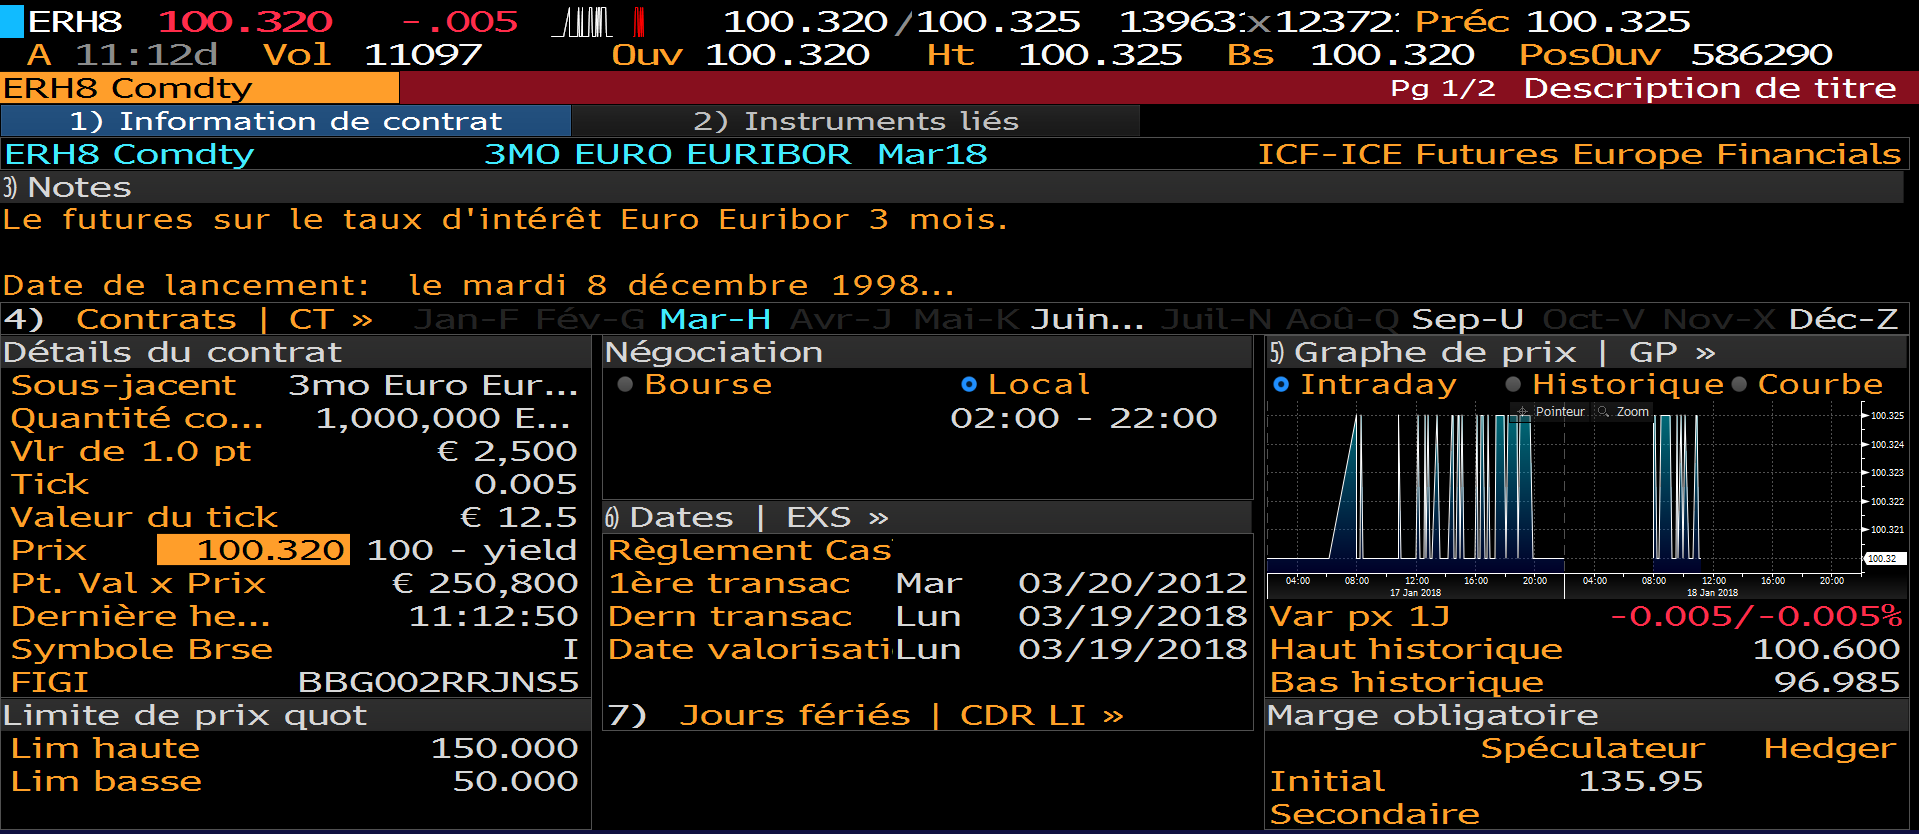 ERH8 100.320 -.005 100.320/100.325 139631x123721 Préc 100.325
A 11:12d Vol 11097 Ouv 100.320 Ht 100.325 Bs 100.320 PosOuv 586290
ERH8 Comdty Pg 1/2 Description de titre
1) Information de contrat 2) Instruments liés
ERH8 Comdty 3MO EURO EURIBOR Mar18 ICF-ICE Futures Europe Financials
3) Notes
Le futures sur le taux d'intérêt Euro Euribor 3 mois.
Date de lancement: le mardi 8 décembre 1998...
4) Contrats | CT » Jan-F Fév-G Mar-H Avr-J Mai-K Juin... Juil-N Aoû-Q Sep-U Oct-V Nov-X Déc-Z
Détails du contrat
Sous-jacent 3mo Euro Eur...
Quantité co... 1,000,000 E...
Vlr de 1.0 pt € 2,500
Tick 0.005
Valeur du tick € 12.5
Prix 100.320 100 - yield
Pt. Val x Prix € 250,800
Dernière he... 11:12:50
Symbole Brse I
FIGI BBG002RRJNS5
Limite de prix quot
Lim haute 150.000
Lim basse 50.000
Négociation
Bourse Local
02:00 - 22:00
6) Dates | EXS »
Règlement Cas
1ère transac Mar 03/20/2012
Dern transac Lun 03/19/2018
Date valorisati Lun 03/19/2018
7) Jours fériés | CDR LI »
5) Graphe de prix | GP »
Intraday Historique Courbe
Pointeur Zoom
100.325
100.324
100.323
100.322
100.321
100.32
04:00 08:00 12:00 16:00 20:00 04:00 08:00 12:00 16:00 20:00
17 Jan 2018 18 Jan 2018
Var px 1J -0.005/-0.005%
Haut historique 100.600
Bas historique 96.985
Marge obligatoire
Spéculateur Hedger
Initial 135.95
Secondaire